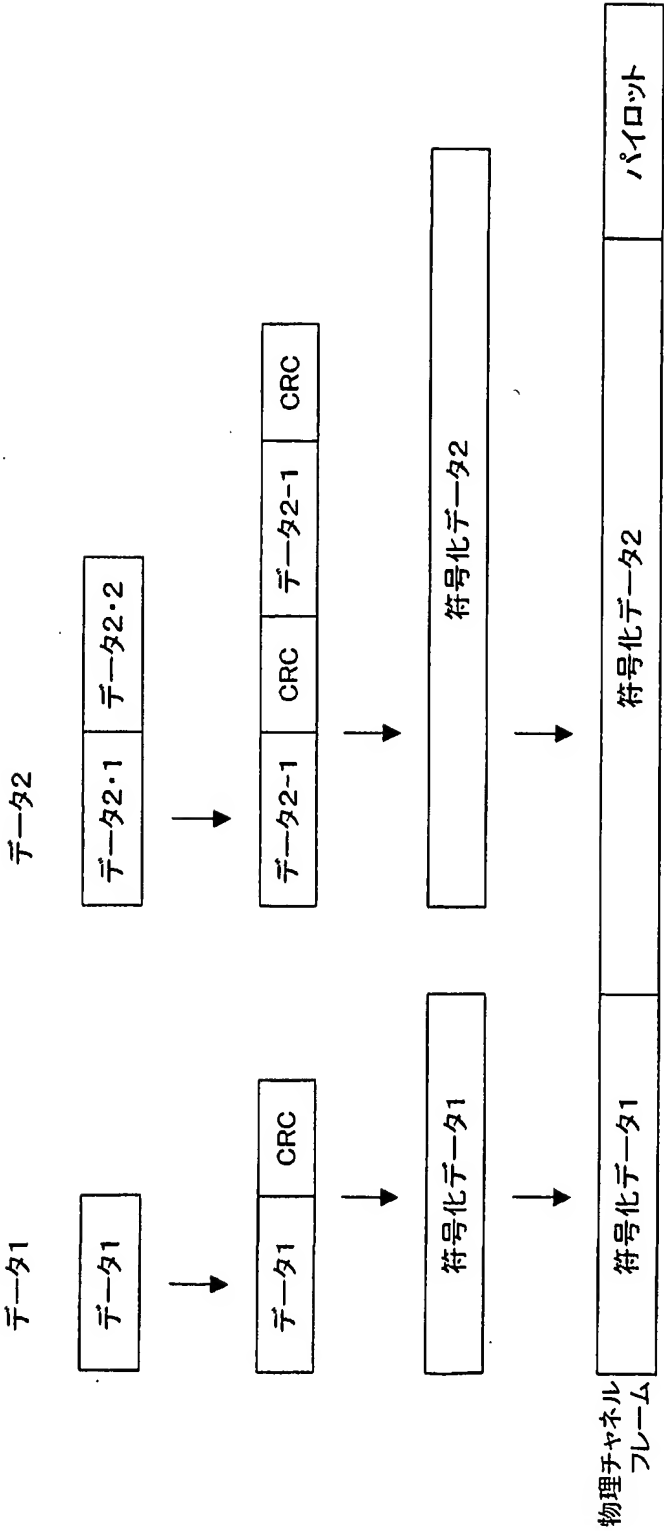 データ1
データ2
データ1
データ2・1
データ2・2
データ1
CRC
データ2-1
CRC
データ2-1
CRC
符号化データ1
符号化データ2
物理チャネル
フレーム
符号化データ1
符号化データ2
パイロット